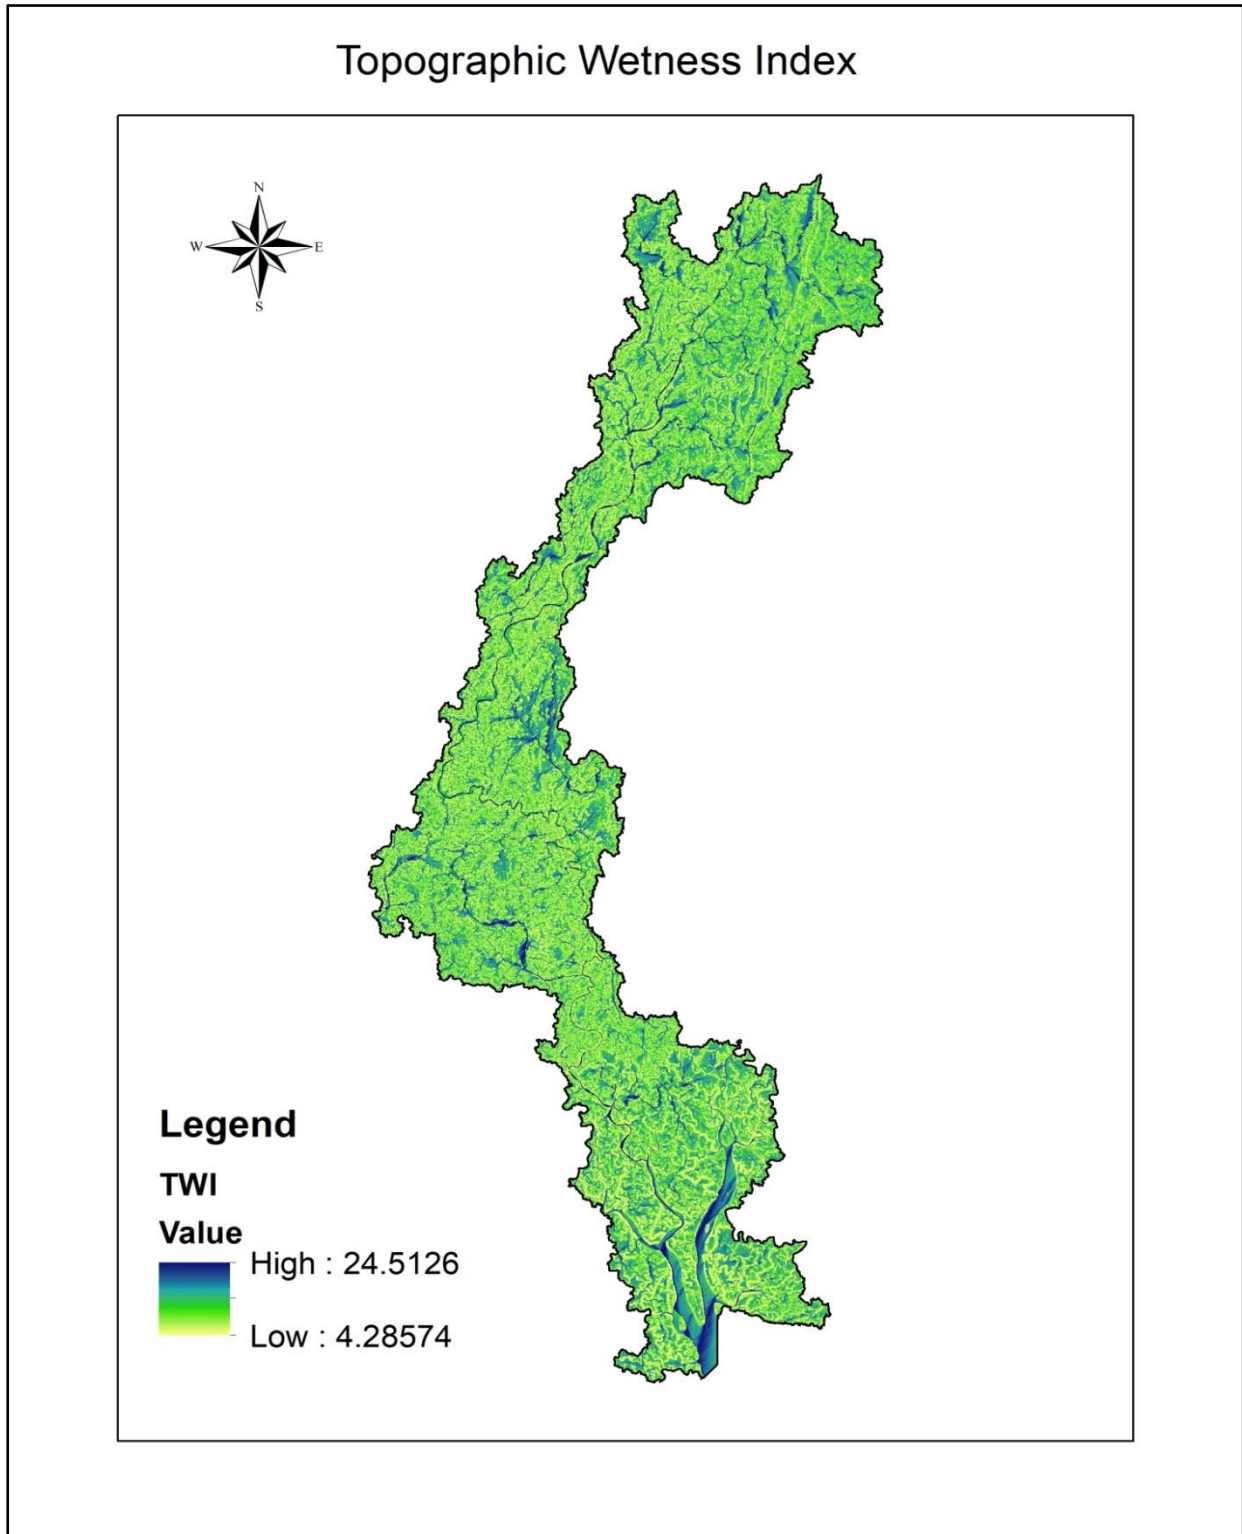 Topographic Wetness Index
N
W
E
S
Legend
TWI
Value
High : 24.5126
Low : 4.28574